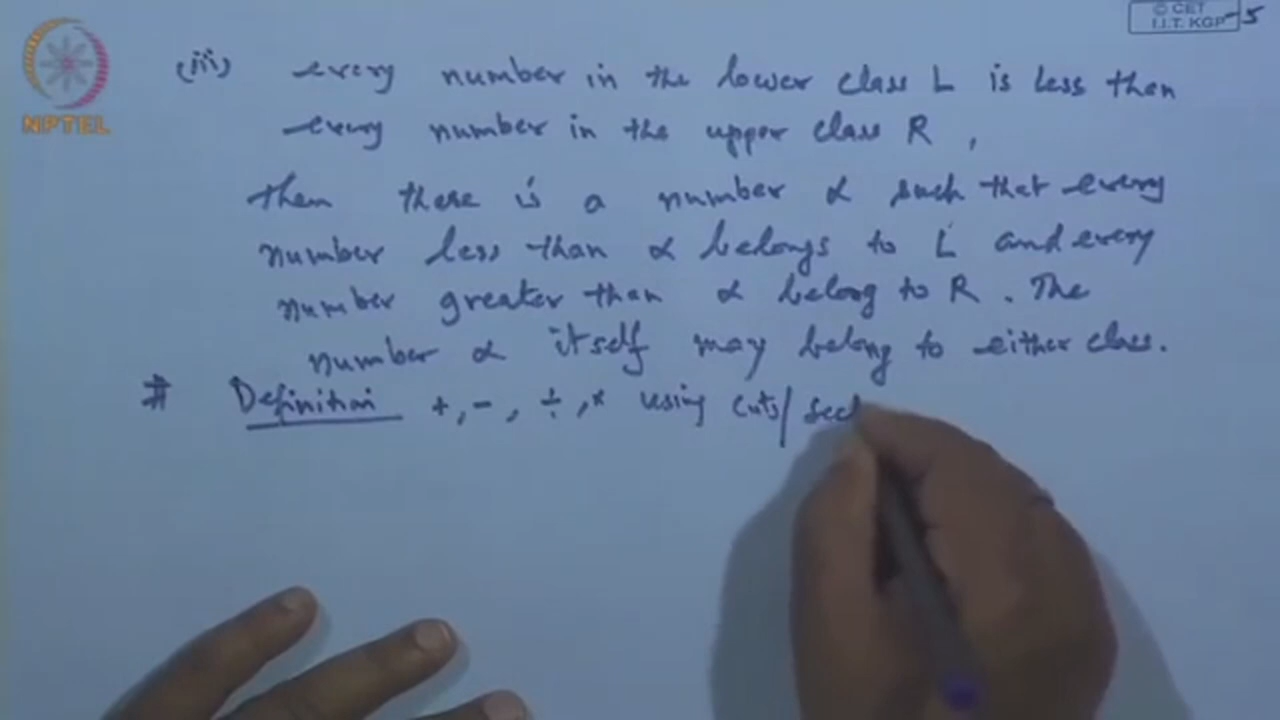 © CET
I.I.T. KGP -5
NPTEL
(iii) every number in the lower class L is less than
every number in the upper class R ,
then there is a number α such that every
number less than α belongs to L and every
number greater than α belong to R . The
number α itself may belong to either class.
# Definition +, -, ÷, × using cuts/ sec